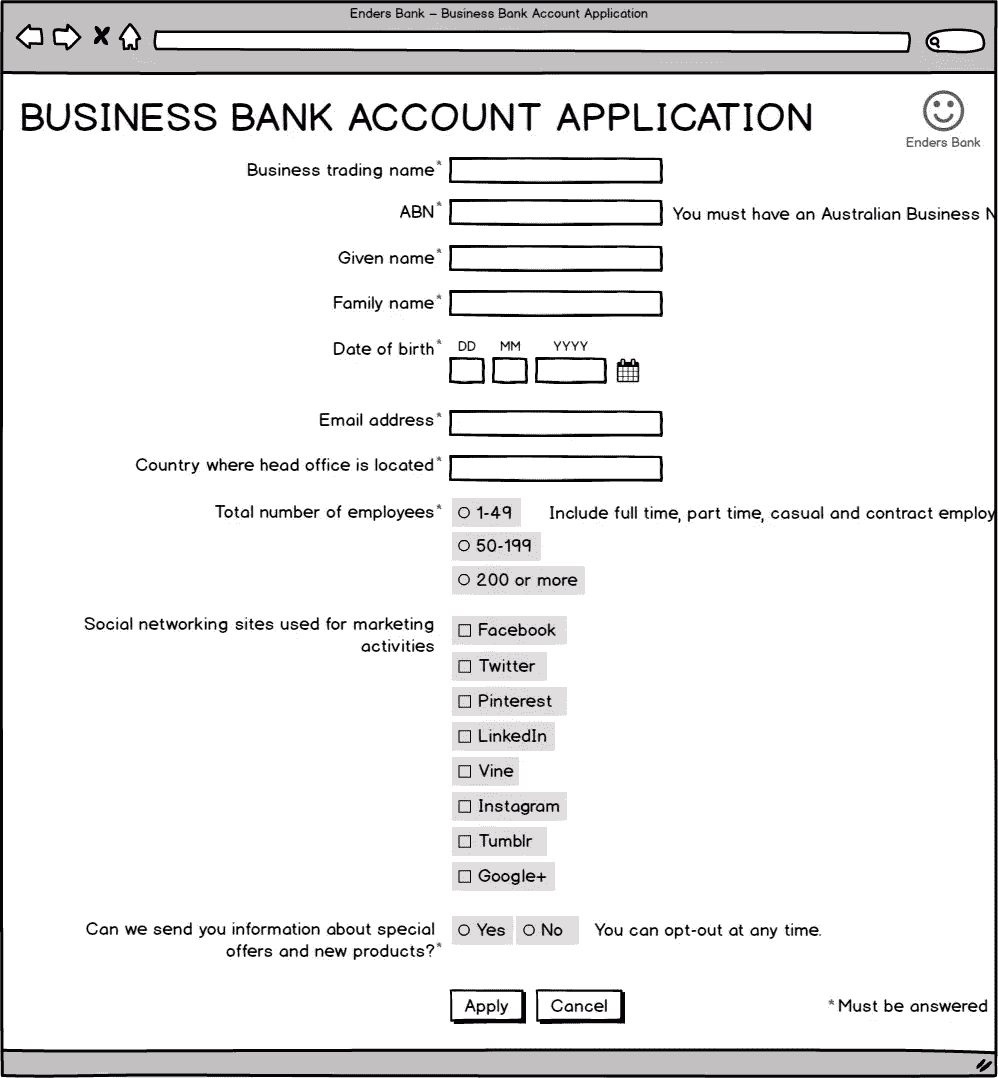 Enders Bank – Business Bank Account Application
BUSINESS BANK ACCOUNT APPLICATION
Enders Bank
Business trading name*
ABN* You must have an Australian Business N
Given name*
Family name*
Date of birth* DD MM YYYY
Email address*
Country where head office is located*
Total number of employees* 1-49 Include full time, part time, casual and contract employ
50-199
200 or more
Social networking sites used for marketing
activities
Facebook
Twitter
Pinterest
LinkedIn
Vine
Instagram
Tumblr
Google+
Can we send you information about special
offers and new products?*
Yes No You can opt-out at any time.
Apply Cancel *Must be answered